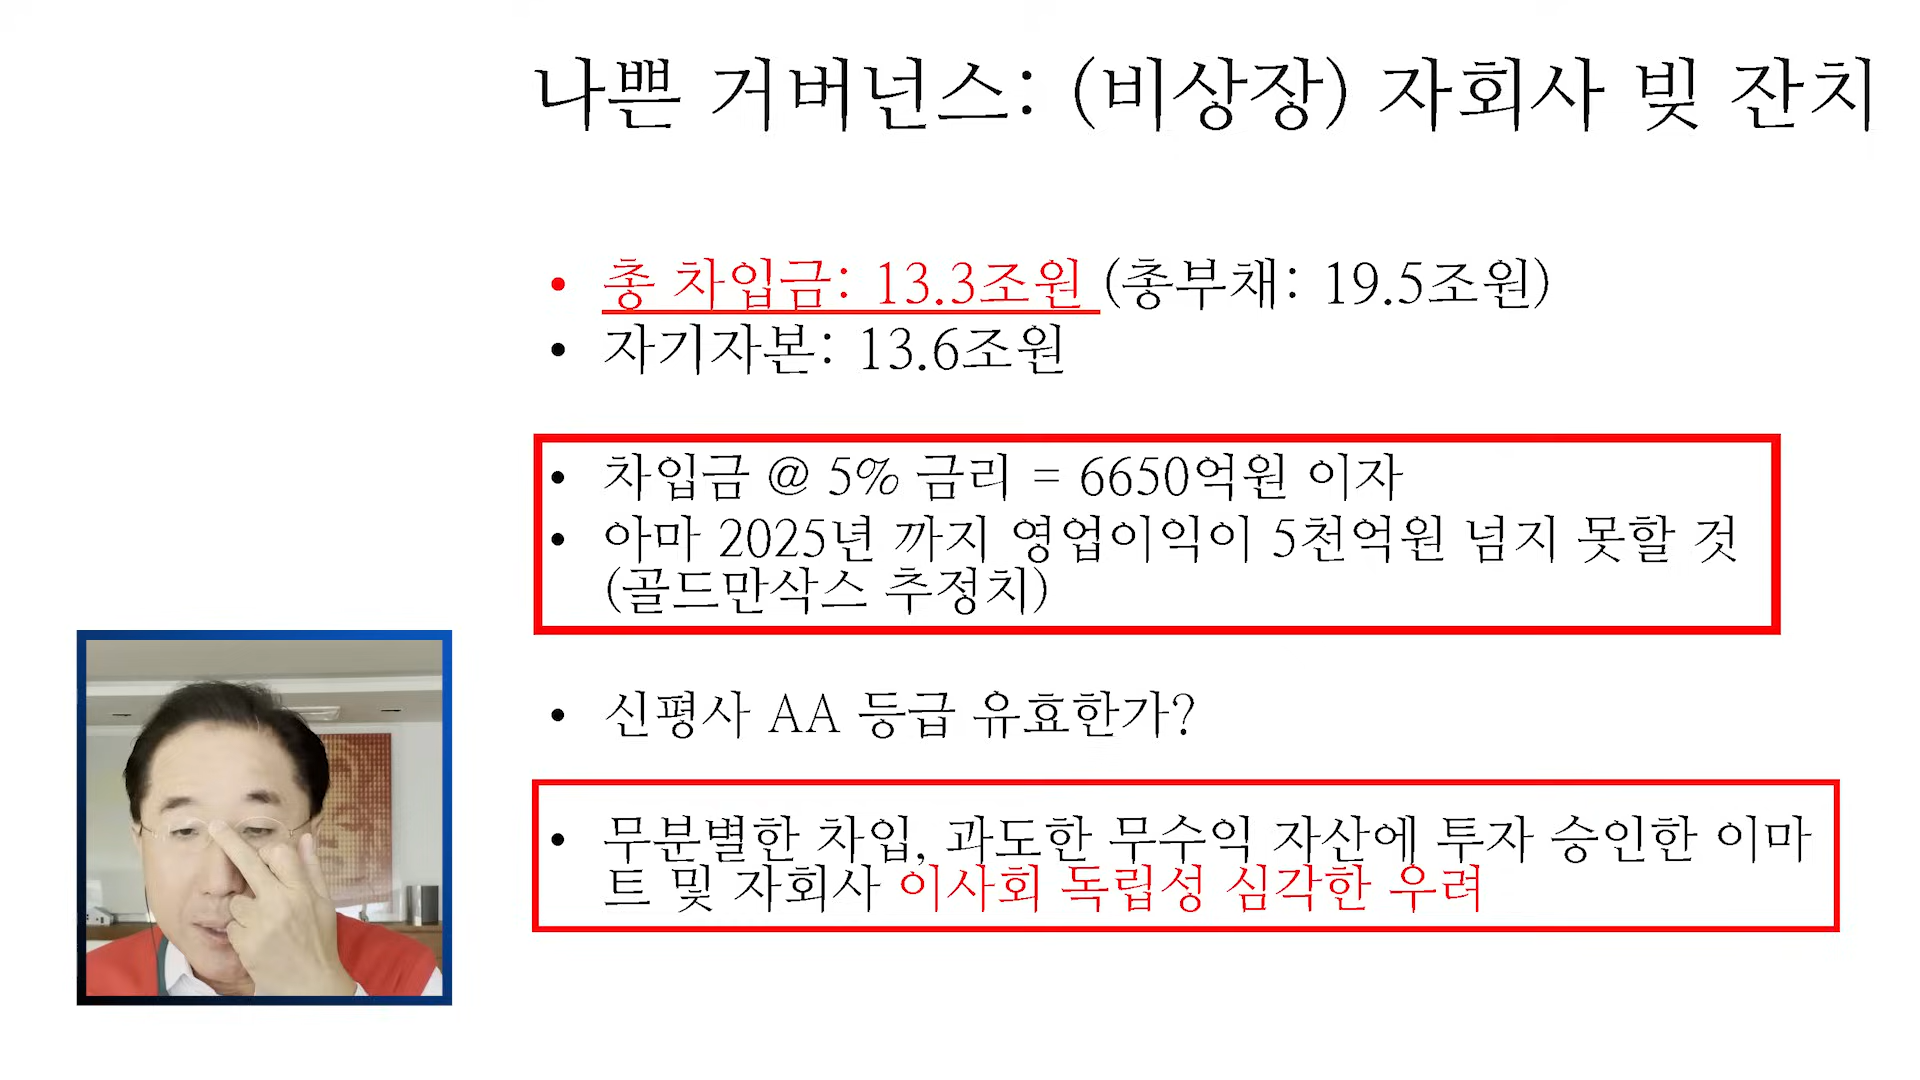 나쁜 거버넌스: (비상장) 자회사 빚 잔치
• 총 차입금: 13.3조원 (총부채: 19.5조원)
• 자기자본: 13.6조원
• 차입금 @ 5% 금리 = 6650억원 이자
• 아마 2025년 까지 영업이익이 5천억원 넘지 못할 것
(골드만삭스 추정치)
• 신평사 AA 등급 유효한가?
• 무분별한 차입, 과도한 무수익 자산에 투자 승인한 이마
트 및 자회사 이사회 독립성 심각한 우려